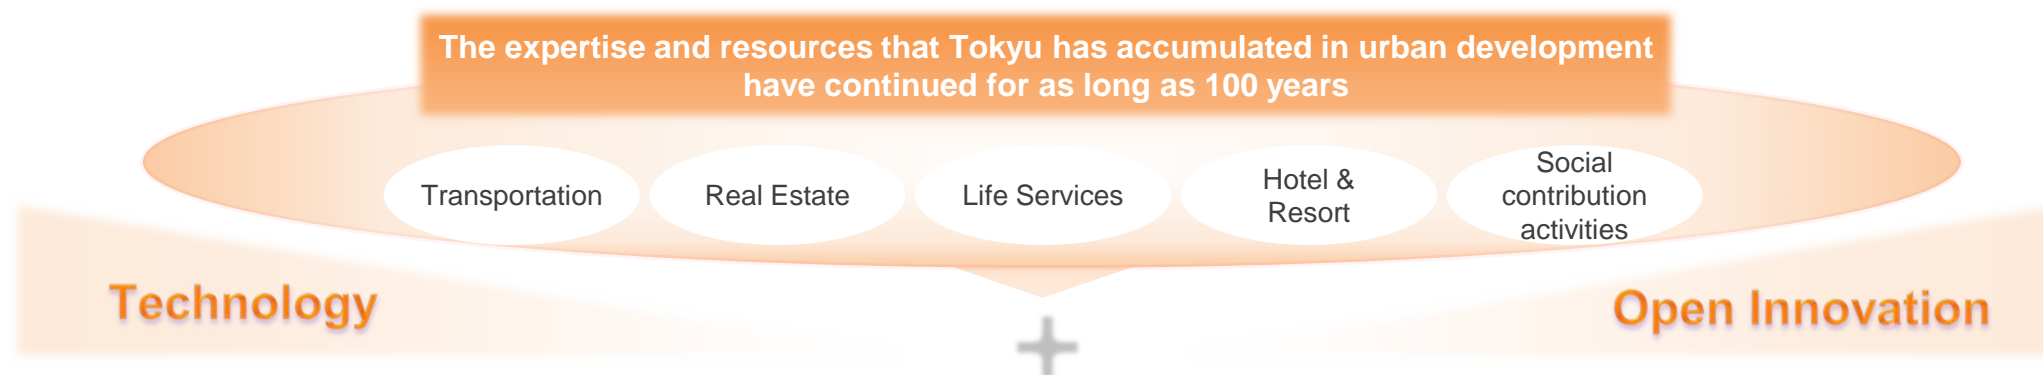 The expertise and resources that Tokyu has accumulated in urban development
have continued for as long as 100 years
Transportation
Real Estate
Life Services
Hotel &
Resort
Social
contribution
activities
Technology
Open Innovation
+